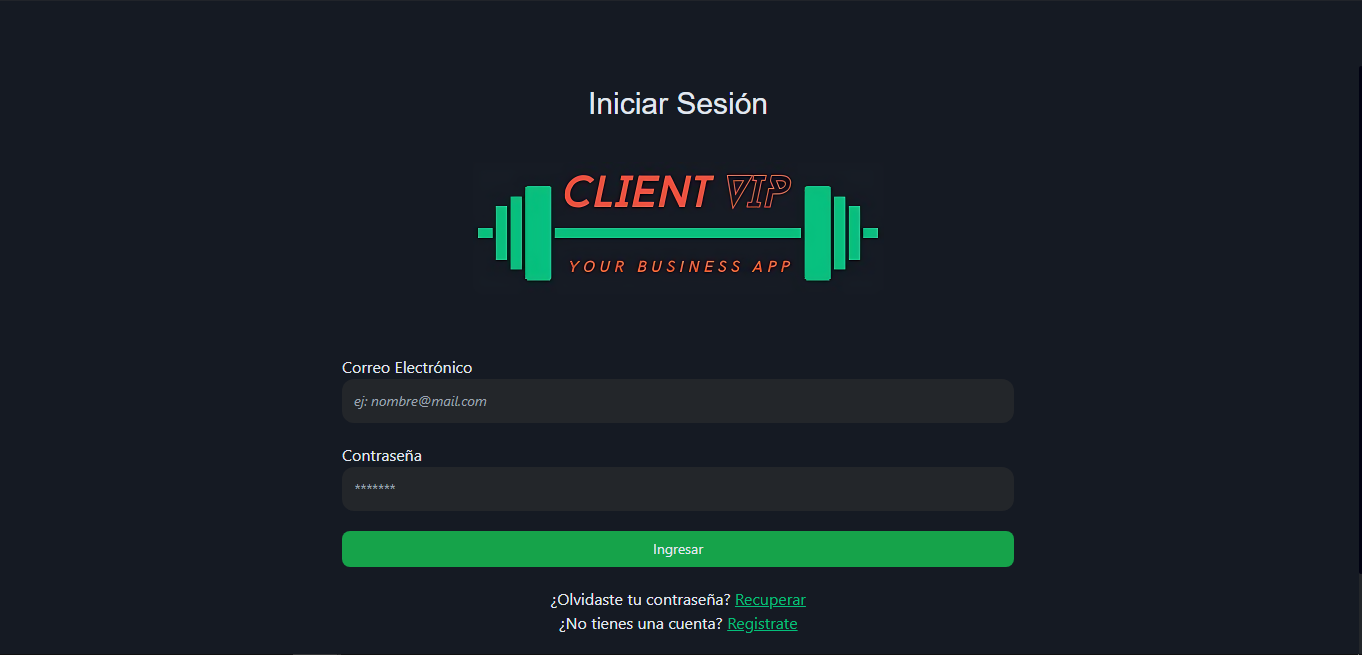 Iniciar Sesión
CLIENT VIP
YOUR BUSINESS APP
Correo Electrónico
ej: nombre@mail.com
Contraseña
*******
Ingresar
¿Olvidaste tu contraseña? Recuperar
¿No tienes una cuenta? Registrate